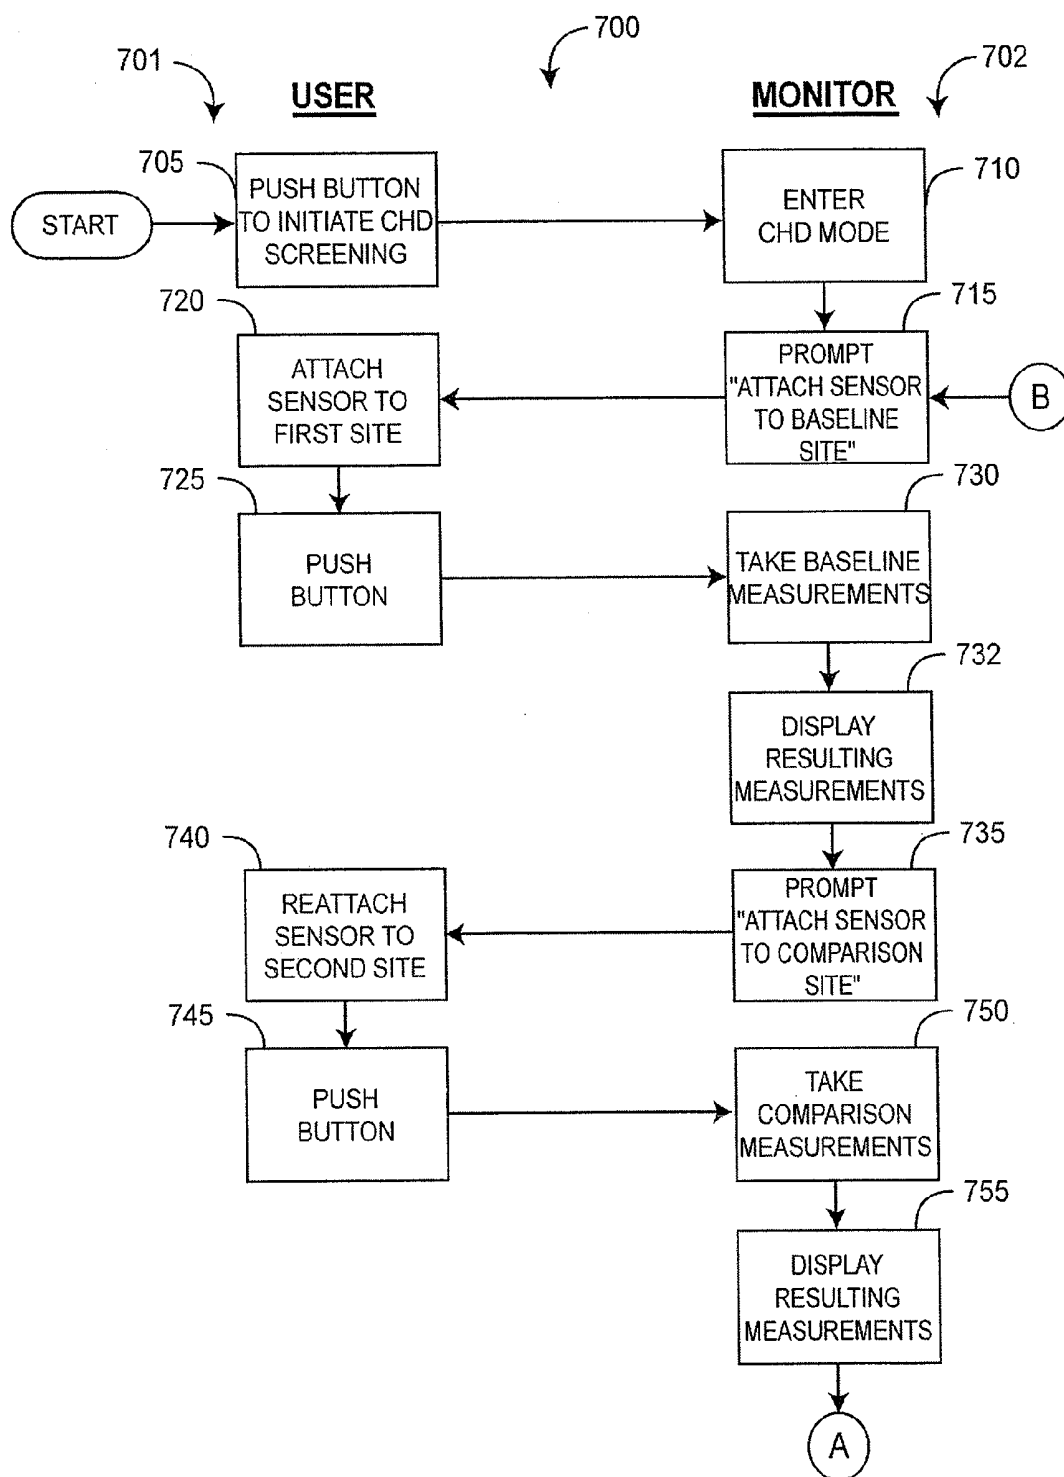 700
701
702
USER
MONITOR
705
710
START
PUSH BUTTON
TO INITIATE CHD
SCREENING
ENTER
CHD MODE
720
715
ATTACH
SENSOR TO
FIRST SITE
PROMPT
"ATTACH SENSOR
TO BASELINE
SITE"
B
725
730
PUSH
BUTTON
TAKE BASELINE
MEASUREMENTS
732
DISPLAY
RESULTING
MEASUREMENTS
740
735
REATTACH
SENSOR TO
SECOND SITE
PROMPT
"ATTACH SENSOR
TO COMPARISON
SITE"
745
750
PUSH
BUTTON
TAKE
COMPARISON
MEASUREMENTS
755
DISPLAY
RESULTING
MEASUREMENTS
A